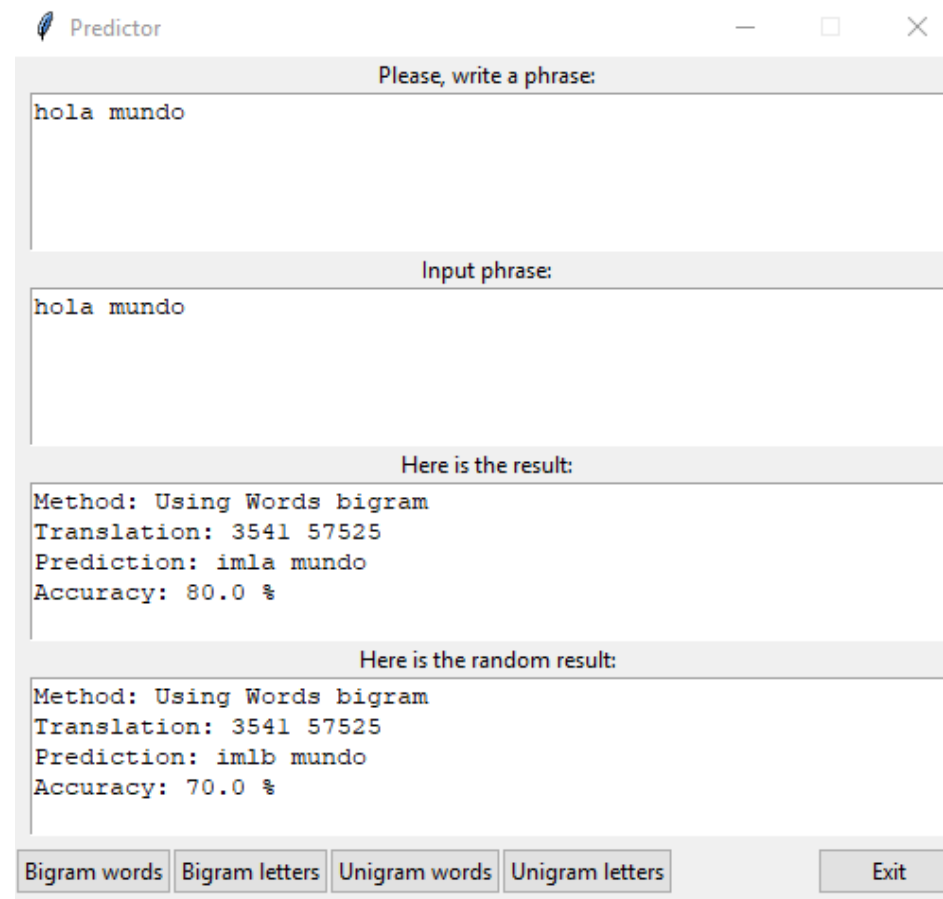 Predictor
Please, write a phrase:
hola mundo
Input phrase:
hola mundo
Here is the result:
Method: Using Words bigram
Translation: 3541 57525
Prediction: imla mundo
Accuracy: 80.0 %
Here is the random result:
Method: Using Words bigram
Translation: 3541 57525
Prediction: imlb mundo
Accuracy: 70.0 %
Bigram words Bigram letters Unigram words Unigram letters Exit